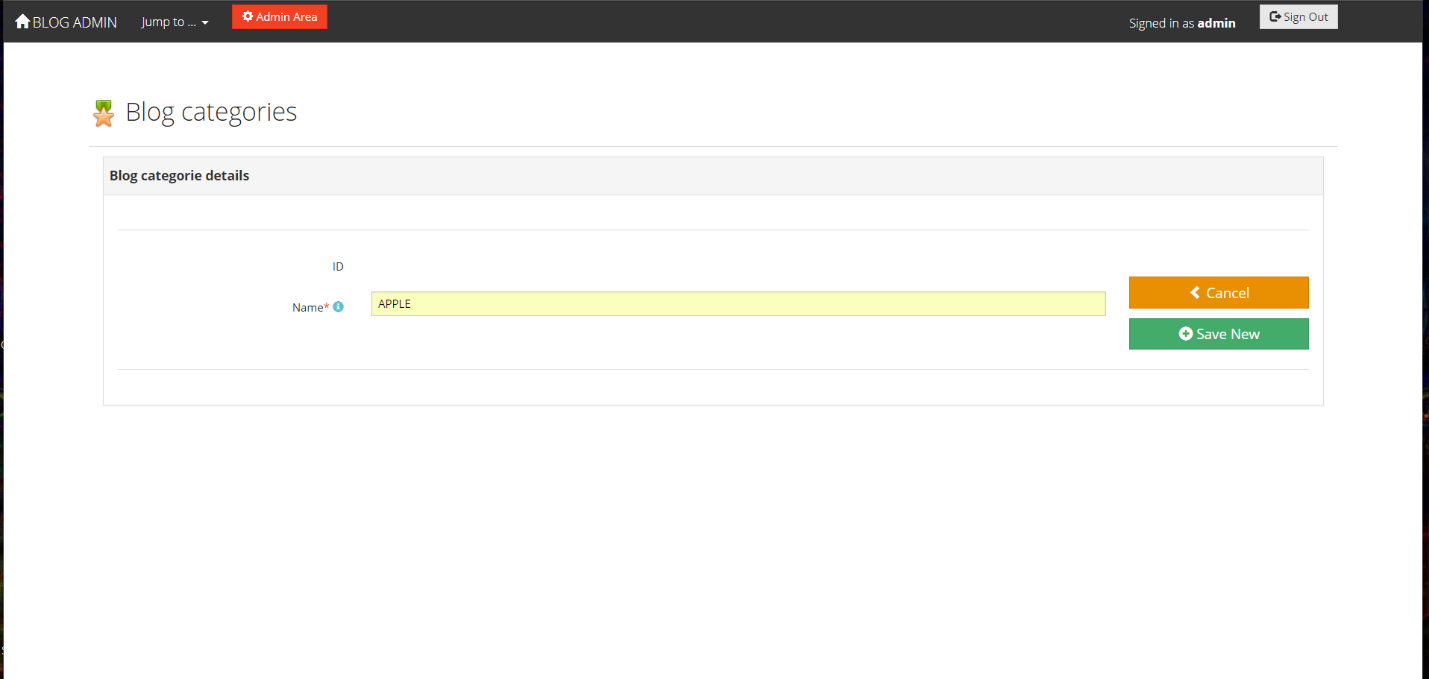 BLOG ADMIN Jump to ... Admin Area Signed in as admin Sign Out
Blog categories
Blog categorie details
ID
Cancel
Name* APPLE
Save New